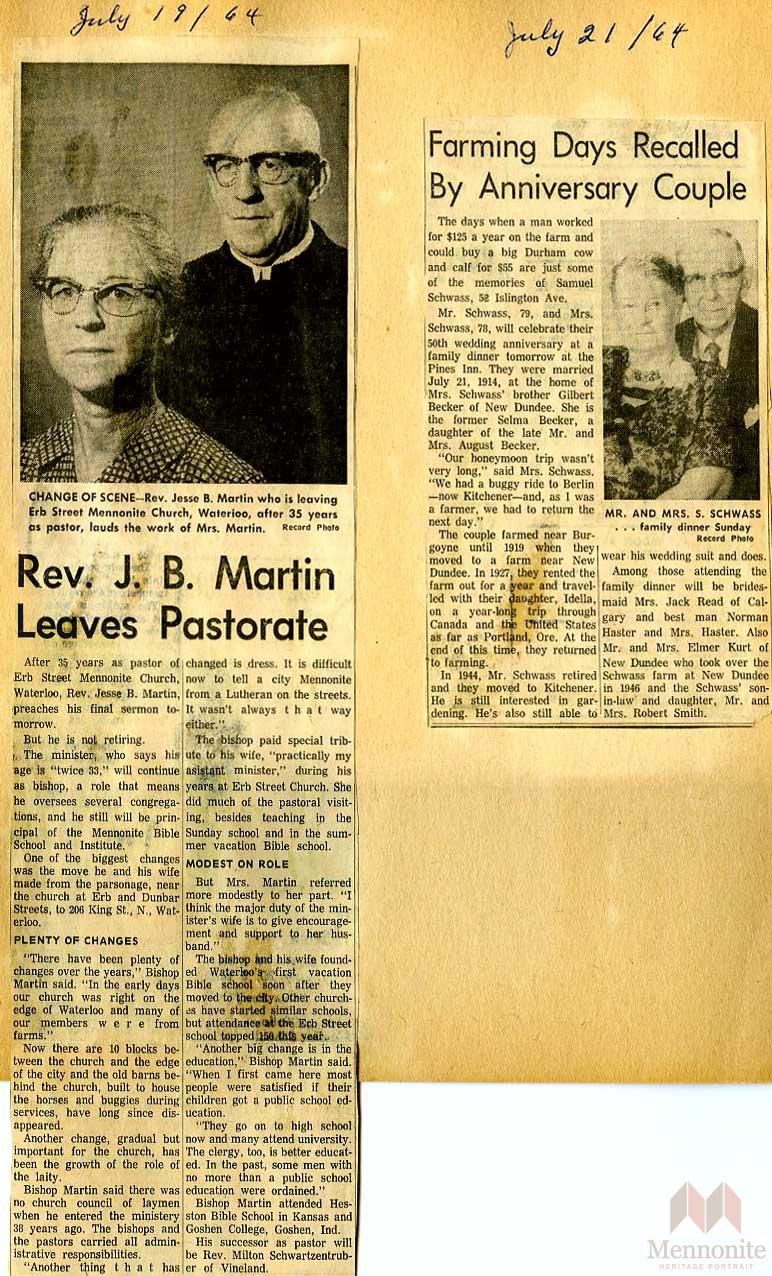 July 19/64
CHANGE OF SCENE—Rev. Jesse B. Martin who is leaving
Erb Street Mennonite Church, Waterloo, after 35 years
as pastor, lauds the work of Mrs. Martin. Record Photo
Rev. J. B. Martin
Leaves Pastorate
After 35 years as pastor of
Erb Street Mennonite Church,
Waterloo, Rev. Jesse B. Martin,
preaches his final sermon to-
morrow.
But he is not retiring.
The minister, who says his
age is "twice 33," will continue
as bishop, a role that means
he oversees several congrega-
tions, and he still will be prin-
cipal of the Mennonite Bible
School and Institute.
One of the biggest changes
was the move he and his wife
made from the parsonage, near
the church at Erb and Dunbar
Streets, to 206 King St., N., Wat-
erloo.
PLENTY OF CHANGES
"There have been plenty of
changes over the years," Bishop
Martin said. "In the early days
our church was right on the
edge of Waterloo and many of
our members were from
farms."
Now there are 10 blocks be-
tween the church and the edge
of the city and the old barns be-
hind the church, built to house
the horses and buggies during
services, have long since dis-
appeared.
Another change, gradual but
important for the church, has
been the growth of the role of
the laity.
Bishop Martin said there was
no church council of laymen
when he entered the ministery
38 years ago. The bishops and
the pastors carried all admin-
istrative responsibilities.
"Another thing that has
changed is dress. It is difficult
now to tell a city Mennonite
from a Lutheran on the streets.
It wasn't always that way
either."
The bishop paid special trib-
ute to his wife, "practically my
asistant minister," during his
years at Erb Street Church. She
did much of the pastoral visit-
ing, besides teaching in the
Sunday school and in the sum-
mer vacation Bible school.
MODEST ON ROLE
But Mrs. Martin referred
more modestly to her part. "I
think the major duty of the min-
ister's wife is to give encourage-
ment and support to her hus-
band."
The bishop and his wife found-
ed Waterloo's first vacation
Bible school soon after they
moved to the city. Other church-
es have started similar schools,
but attendance at the Erb Street
school topped 150 this year.
"Another big change is in the
education," Bishop Martin said.
"When I first came here most
people were satisfied if their
children got a public school ed-
ucation.
"They go on to high school
now and many attend university.
The clergy, too, is better educat-
ed. In the past, some men with
no more than a public school
education were ordained."
Bishop Martin attended Hes-
ston Bible School in Kansas and
Goshen College, Goshen, Ind.
His successor as pastor will
be Rev. Milton Schwartzentrub-
er of Vineland.
July 21/64
Farming Days Recalled
By Anniversary Couple
The days when a man worked
for $125 a year on the farm and
could buy a big Durham cow
and calf for $55 are just some
of the memories of Samuel
Schwass, 52 Islington Ave.
Mr. Schwass, 79, and Mrs.
Schwass, 78, will celebrate their
50th wedding anniversary at a
family dinner tomorrow at the
Pines Inn. They were married
July 21, 1914, at the home of
Mrs. Schwass' brother Gilbert
Becker of New Dundee. She is
the former Selma Becker, a
daughter of the late Mr. and
Mrs. August Becker.
"Our honeymoon trip wasn't
very long," said Mrs. Schwass.
"We had a buggy ride to Berlin
—now Kitchener—and, as I was
a farmer, we had to return the
next day."
The couple farmed near Bur-
goyne until 1919 when they
moved to a farm near New
Dundee. In 1927, they rented the
farm out for a year and travel-
led with their daughter, Idella,
on a year-long trip through
Canada and the United States
as far as Portland, Ore. At the
end of this time, they returned
to farming.
In 1944, Mr. Schwass retired
and they moved to Kitchener.
He is still interested in gar-
dening. He's also still able to
MR. AND MRS. S. SCHWASS
. . . family dinner Sunday
Record Photo
wear his wedding suit and does.
Among those attending the
family dinner will be brides-
maid Mrs. Jack Read of Cal-
gary and best man Norman
Haster and Mrs. Haster. Also
Mr. and Mrs. Elmer Kurt of
New Dundee who took over the
Schwass farm at New Dundee
in 1946 and the Schwass' son-
in-law and daughter, Mr. and
Mrs. Robert Smith.
Mennonite
HERITAGE PORTRAIT